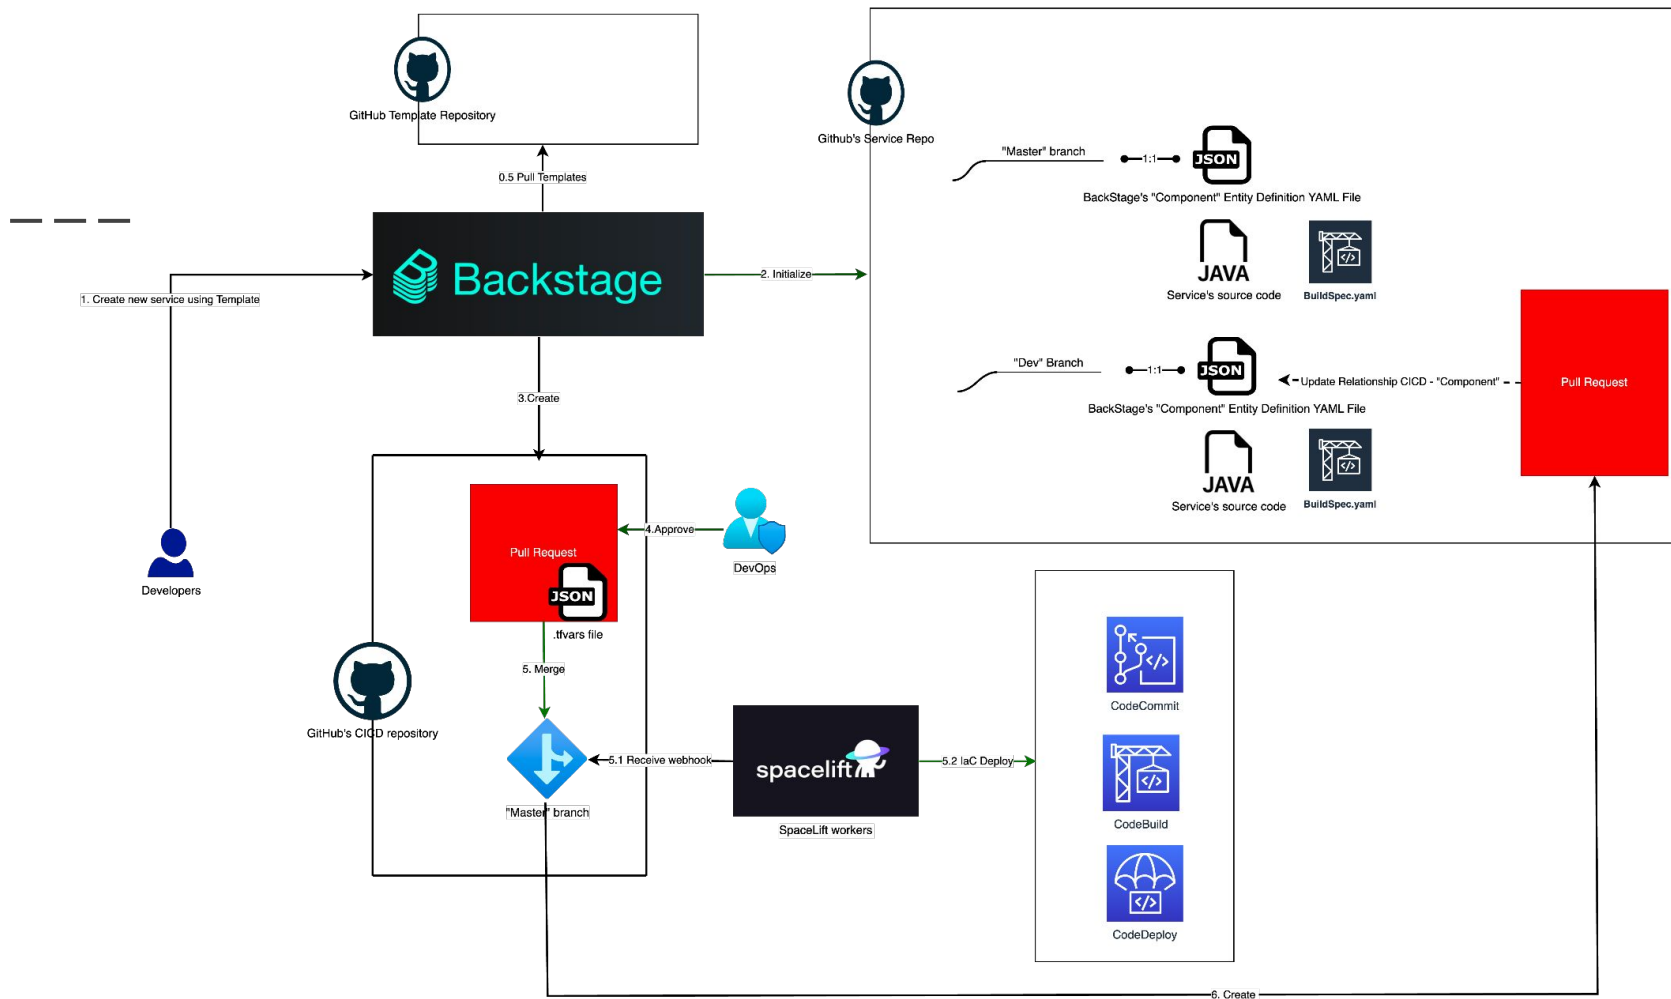 GitHub Template Repository
0.5 Pull Templates
Backstage
1. Create new service using Template
2. Initialize
3.Create
Developers
Pull Request
JSON
.tfvars file
4.Approve
DevOps
5. Merge
GitHub's CICD repository
"Master" branch
5.1 Receive webhook
spacelift
SpaceLift workers
5.2 IaC Deploy
CodeCommit
CodeBuild
CodeDeploy
6. Create
Github's Service Repo
"Master" branch
1:1
JSON
BackStage's "Component" Entity Definition YAML File
JAVA
Service's source code
BuildSpec.yaml
"Dev" Branch
1:1
JSON
BackStage's "Component" Entity Definition YAML File
Update Relationship CICD - "Component"
Pull Request
JAVA
Service's source code
BuildSpec.yaml